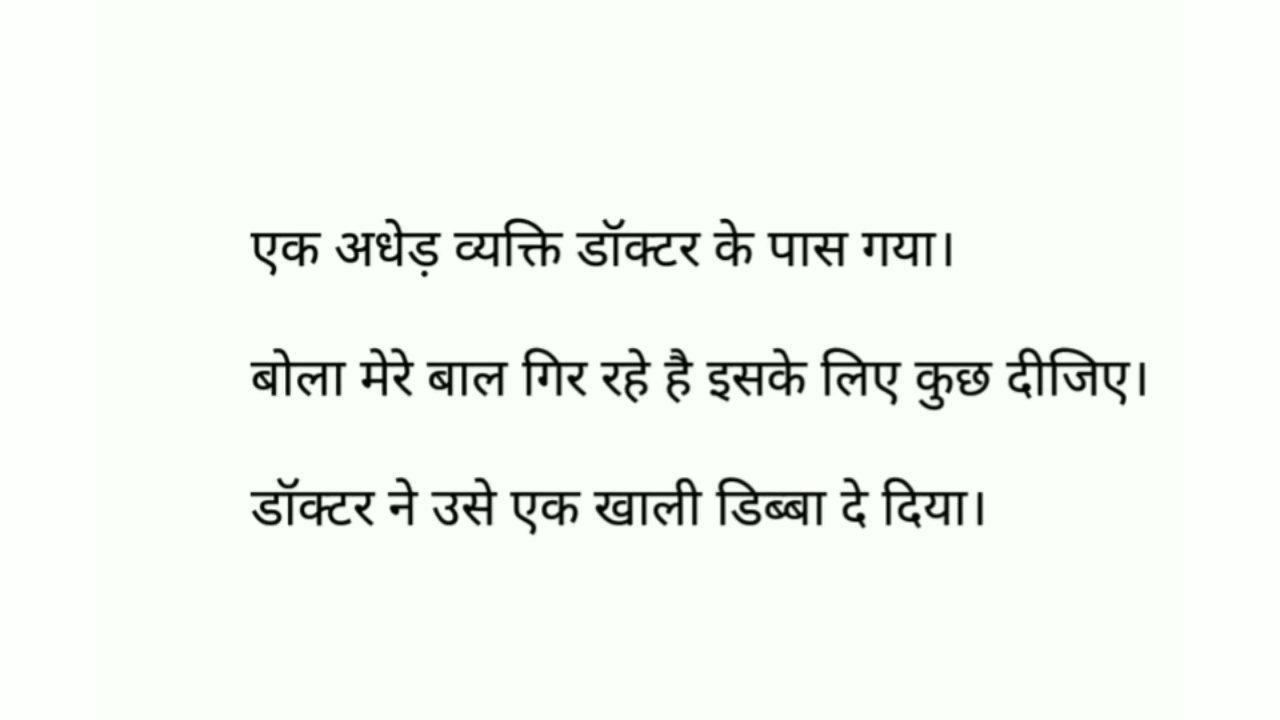 एक अधेड़ व्यक्ति डॉक्टर के पास गया।
बोला मेरे बाल गिर रहे है इसके लिए कुछ दीजिए।
डॉक्टर ने उसे एक खाली डिब्बा दे दिया।